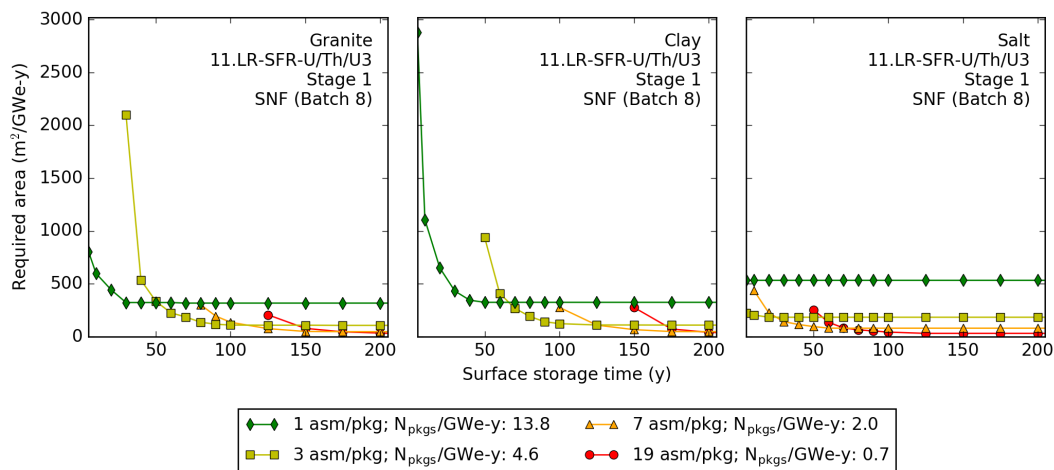 3000
2500
2000
1500
1000
500
0
Required area (m²/GWe-y)
Granite
11.LR-SFR-U/Th/U3
Stage 1
SNF (Batch 8)
Clay
11.LR-SFR-U/Th/U3
Stage 1
SNF (Batch 8)
Salt
11.LR-SFR-U/Th/U3
Stage 1
SNF (Batch 8)
50 100 150 200
50 100 150 200
50 100 150 200
Surface storage time (y)
1 asm/pkg; Npkgs/GWe-y: 13.8
3 asm/pkg; Npkgs/GWe-y: 4.6
7 asm/pkg; Npkgs/GWe-y: 2.0
19 asm/pkg; Npkgs/GWe-y: 0.7